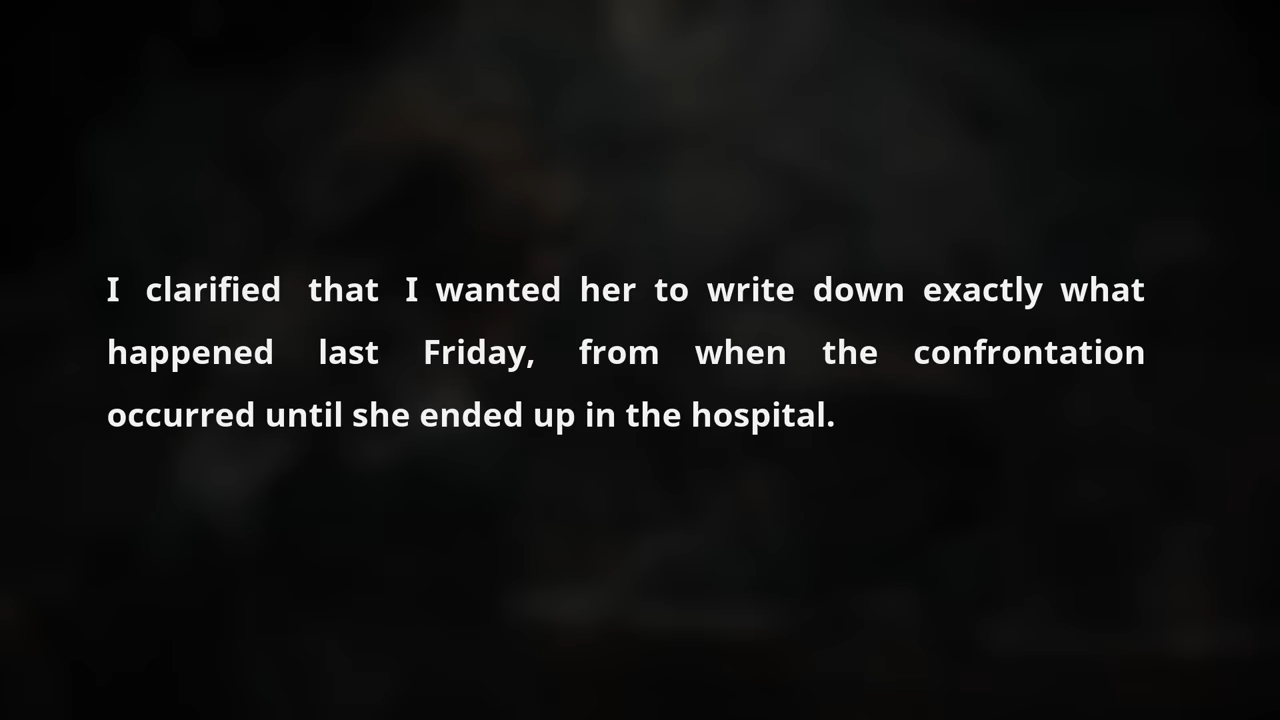 I clarified that I wanted her to write down exactly what
happened last Friday, from when the confrontation
occurred until she ended up in the hospital.